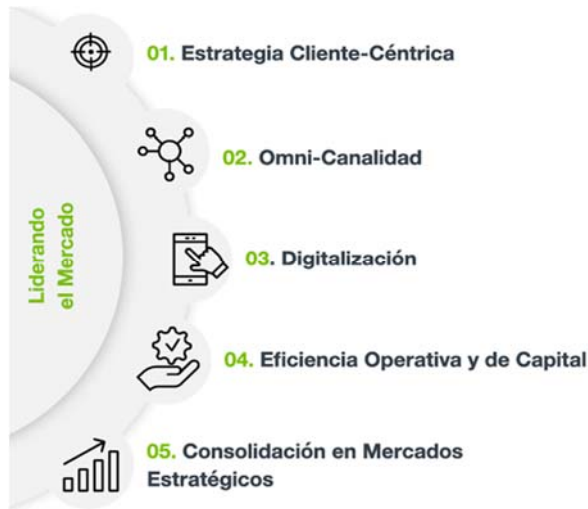 Liderando
el Mercado
01. Estrategia Cliente-Céntrica
02. Omni-Canalidad
03. Digitalización
04. Eficiencia Operativa y de Capital
05. Consolidación en Mercados
Estratégicos